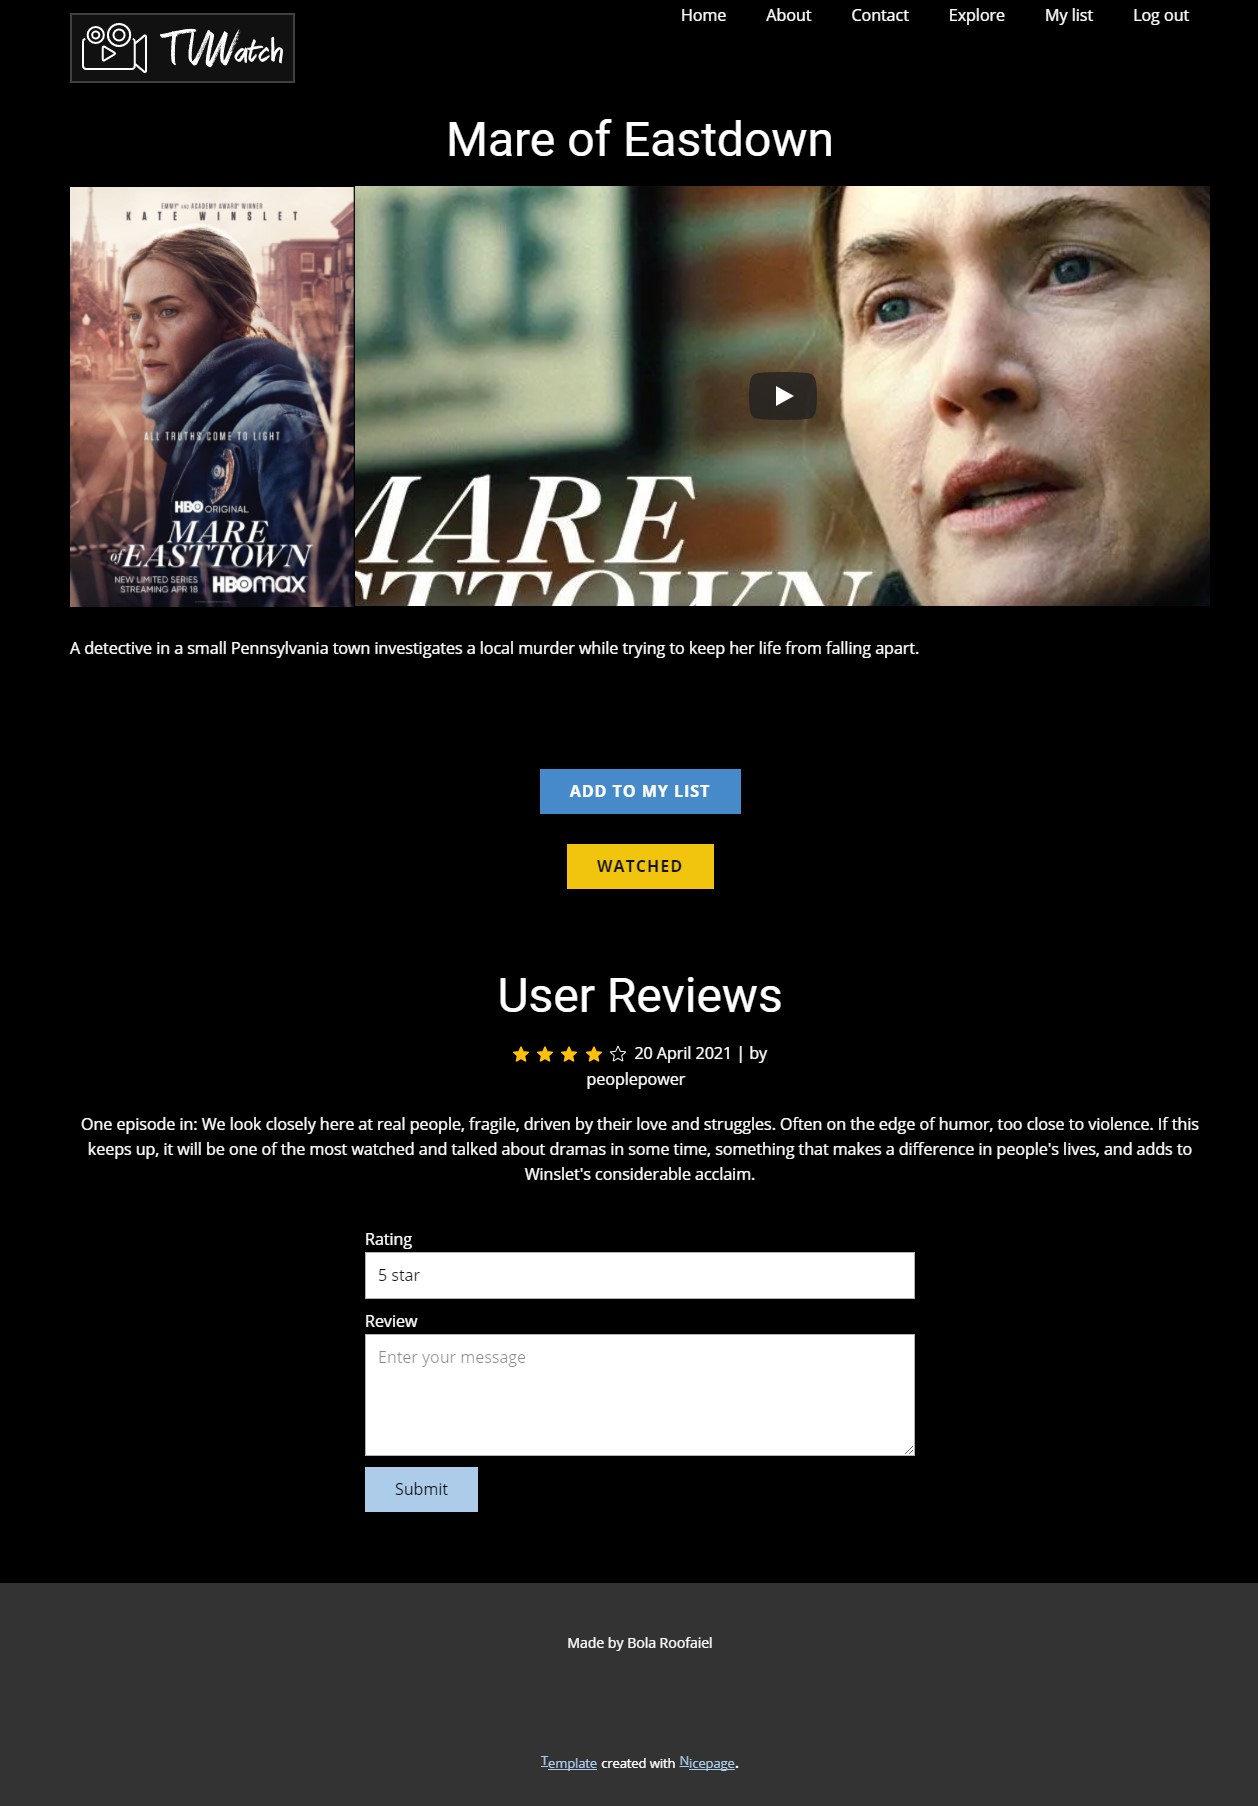 TVWatch
Home About Contact Explore My list Log out
Mare of Eastdown
EMMY® AND ACADEMY AWARD® WINNER
KATE WINSLET
ALL TRUTHS COME TO LIGHT
HBO ORIGINAL
MARE
of EASTTOWN
NEW LIMITED SERIES
STREAMING APR 18
HBOmax
ICE
MARE
TTOWN
A detective in a small Pennsylvania town investigates a local murder while trying to keep her life from falling apart.
ADD TO MY LIST
WATCHED
User Reviews
20 April 2021 | by
peoplepower
One episode in: We look closely here at real people, fragile, driven by their love and struggles. Often on the edge of humor, too close to violence. If this
keeps up, it will be one of the most watched and talked about dramas in some time, something that makes a difference in people's lives, and adds to
Winslet's considerable acclaim.
Rating
5 star
Review
Enter your message
Submit
Made by Bola Roofaiel
Template created with Nicepage.